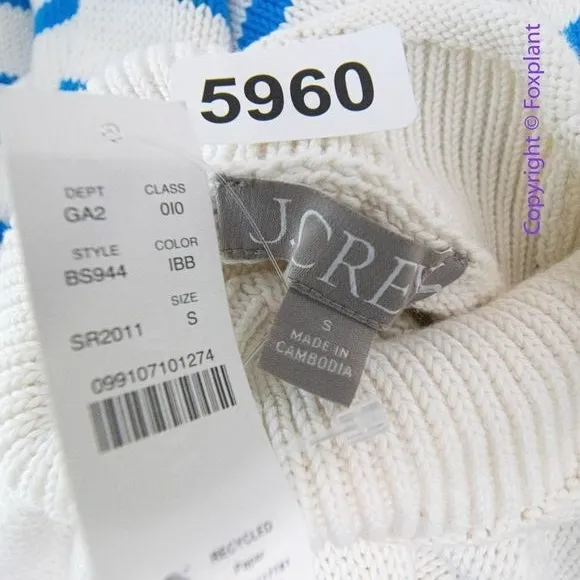 5960
Copyright © Foxplant
DEPT CLASS
GA2 010
STYLE COLOR
BS944 IBB
SIZE
SR2011 S
099107101274
RECYCLED
Paper
J.CREW
S
MADE IN
CAMBODIA